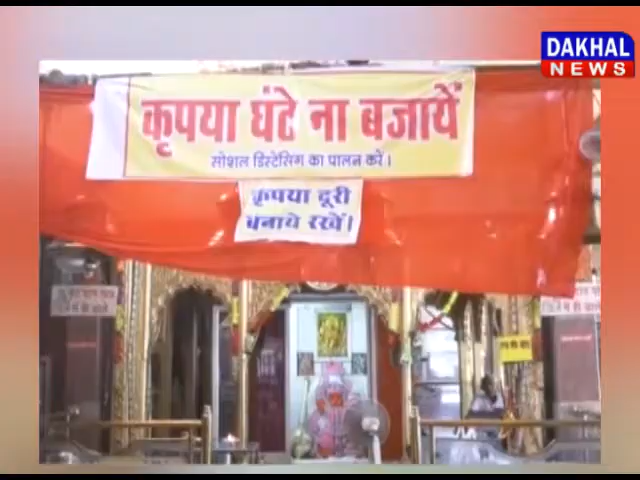 DAKHAL
NEWS
कृपया घंटे ना बजायें
सोशल डिस्टेसिंग का पालन करें।
कृपया दूरी
बनाये रखें।